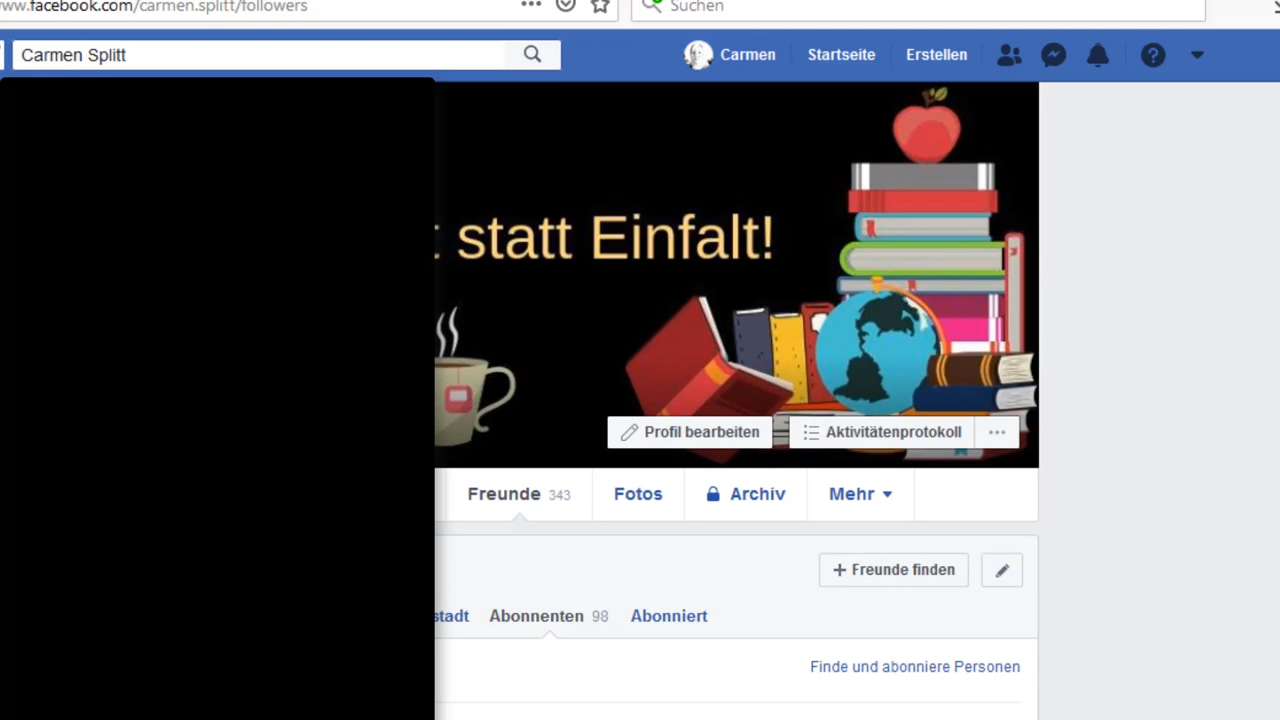 www.facebook.com/carmen.splitt/followers
Suchen
Carmen Splitt
Carmen
Startseite
Erstellen
statt Einfalt!
Profil bearbeiten
Aktivitätenprotokoll
Freunde 343
Fotos
Archiv
Mehr
+ Freunde finden
stadt
Abonnenten 98
Abonniert
Finde und abonniere Personen